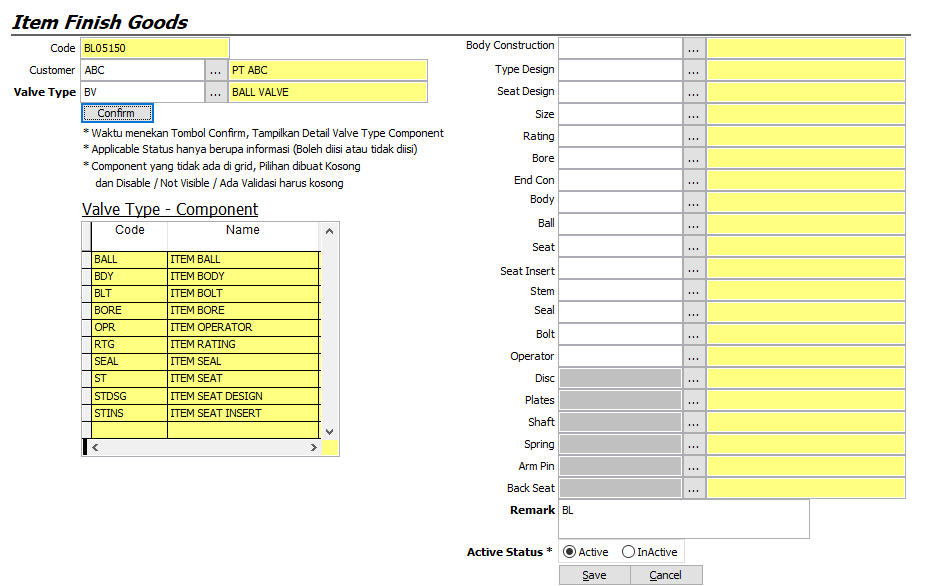 Item Finish Goods
Code BL05150
Customer ABC ... PT ABC
Valve Type BV ... BALL VALVE
Confirm
* Waktu menekan Tombol Confirm, Tampilkan Detail Valve Type Component
* Applicable Status hanya berupa informasi (Boleh diisi atau tidak diisi)
* Component yang tidak ada di grid, Pilihan dibuat Kosong
dan Disable / Not Visible / Ada Validasi harus kosong
Valve Type - Component
Code Name
BALL ITEM BALL
BDY ITEM BODY
BLT ITEM BOLT
BORE ITEM BORE
OPR ITEM OPERATOR
RTG ITEM RATING
SEAL ITEM SEAL
ST ITEM SEAT
STDSG ITEM SEAT DESIGN
STINS ITEM SEAT INSERT
Body Construction ...
Type Design ...
Seat Design ...
Size ...
Rating ...
Bore ...
End Con ...
Body ...
Ball ...
Seat ...
Seat Insert ...
Stem ...
Seal ...
Bolt ...
Operator ...
Disc ...
Plates ...
Shaft ...
Spring ...
Arm Pin ...
Back Seat ...
Remark BL
Active Status * Active InActive
Save Cancel